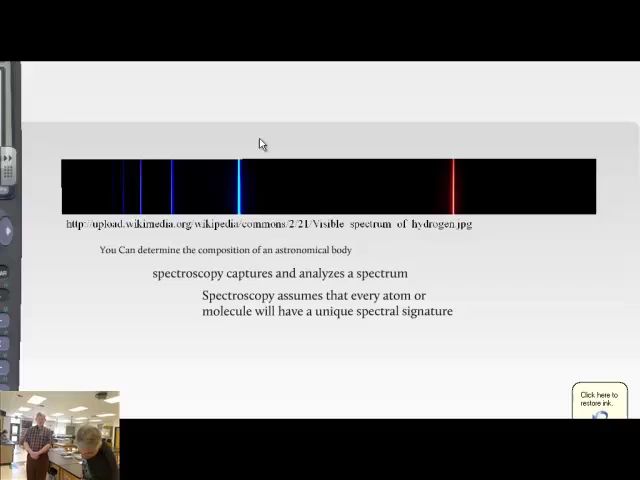 http://upload.wikimedia.org/wikipedia/commons/2/21/Visible_spectrum_of_hydrogen.jpg
You Can determine the composition of an astronomical body
spectroscopy captures and analyzes a spectrum
Spectroscopy assumes that every atom or
molecule will have a unique spectral signature
Click here to
restore ink.